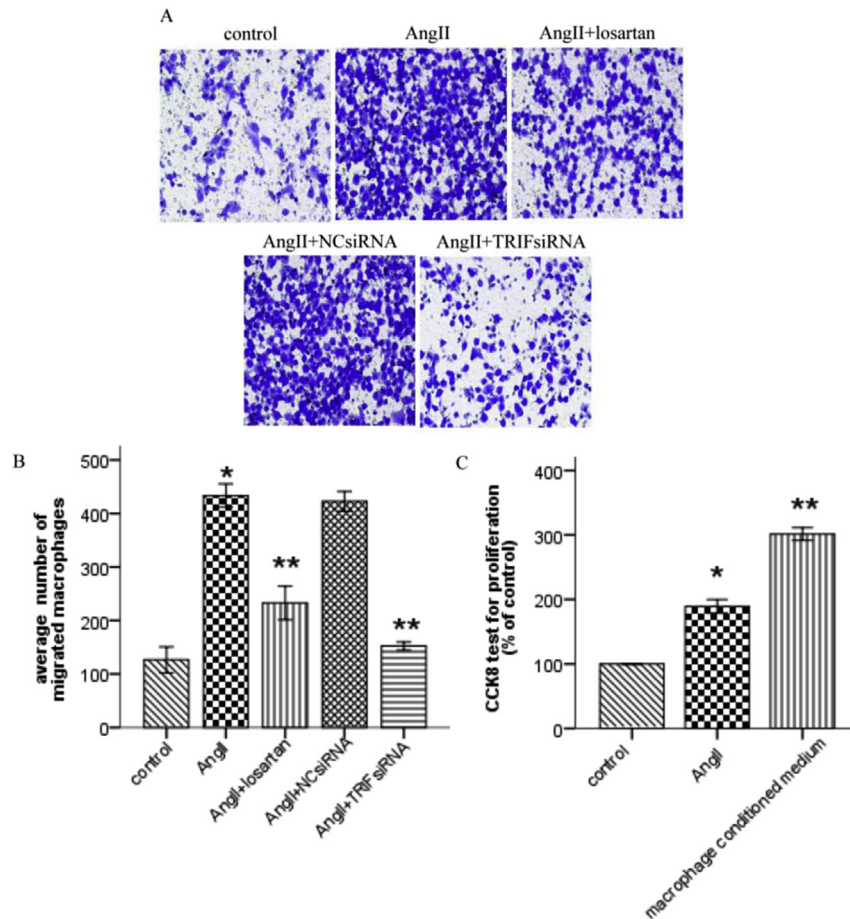 A
control
AngII
AngII+losartan
AngII+NCsiRNA
AngII+TRIFsiRNA
B
average number of
migrated macrophages
500
400
300
200
100
0
*
**
**
control
AngII
AngII+losartan
AngII+NCsiRNA
AngII+TRIFsiRNA
C
CCK8 test for proliferation
(% of control)
400
300
200
100
0
*
**
control
AngII
macrophage conditioned medium